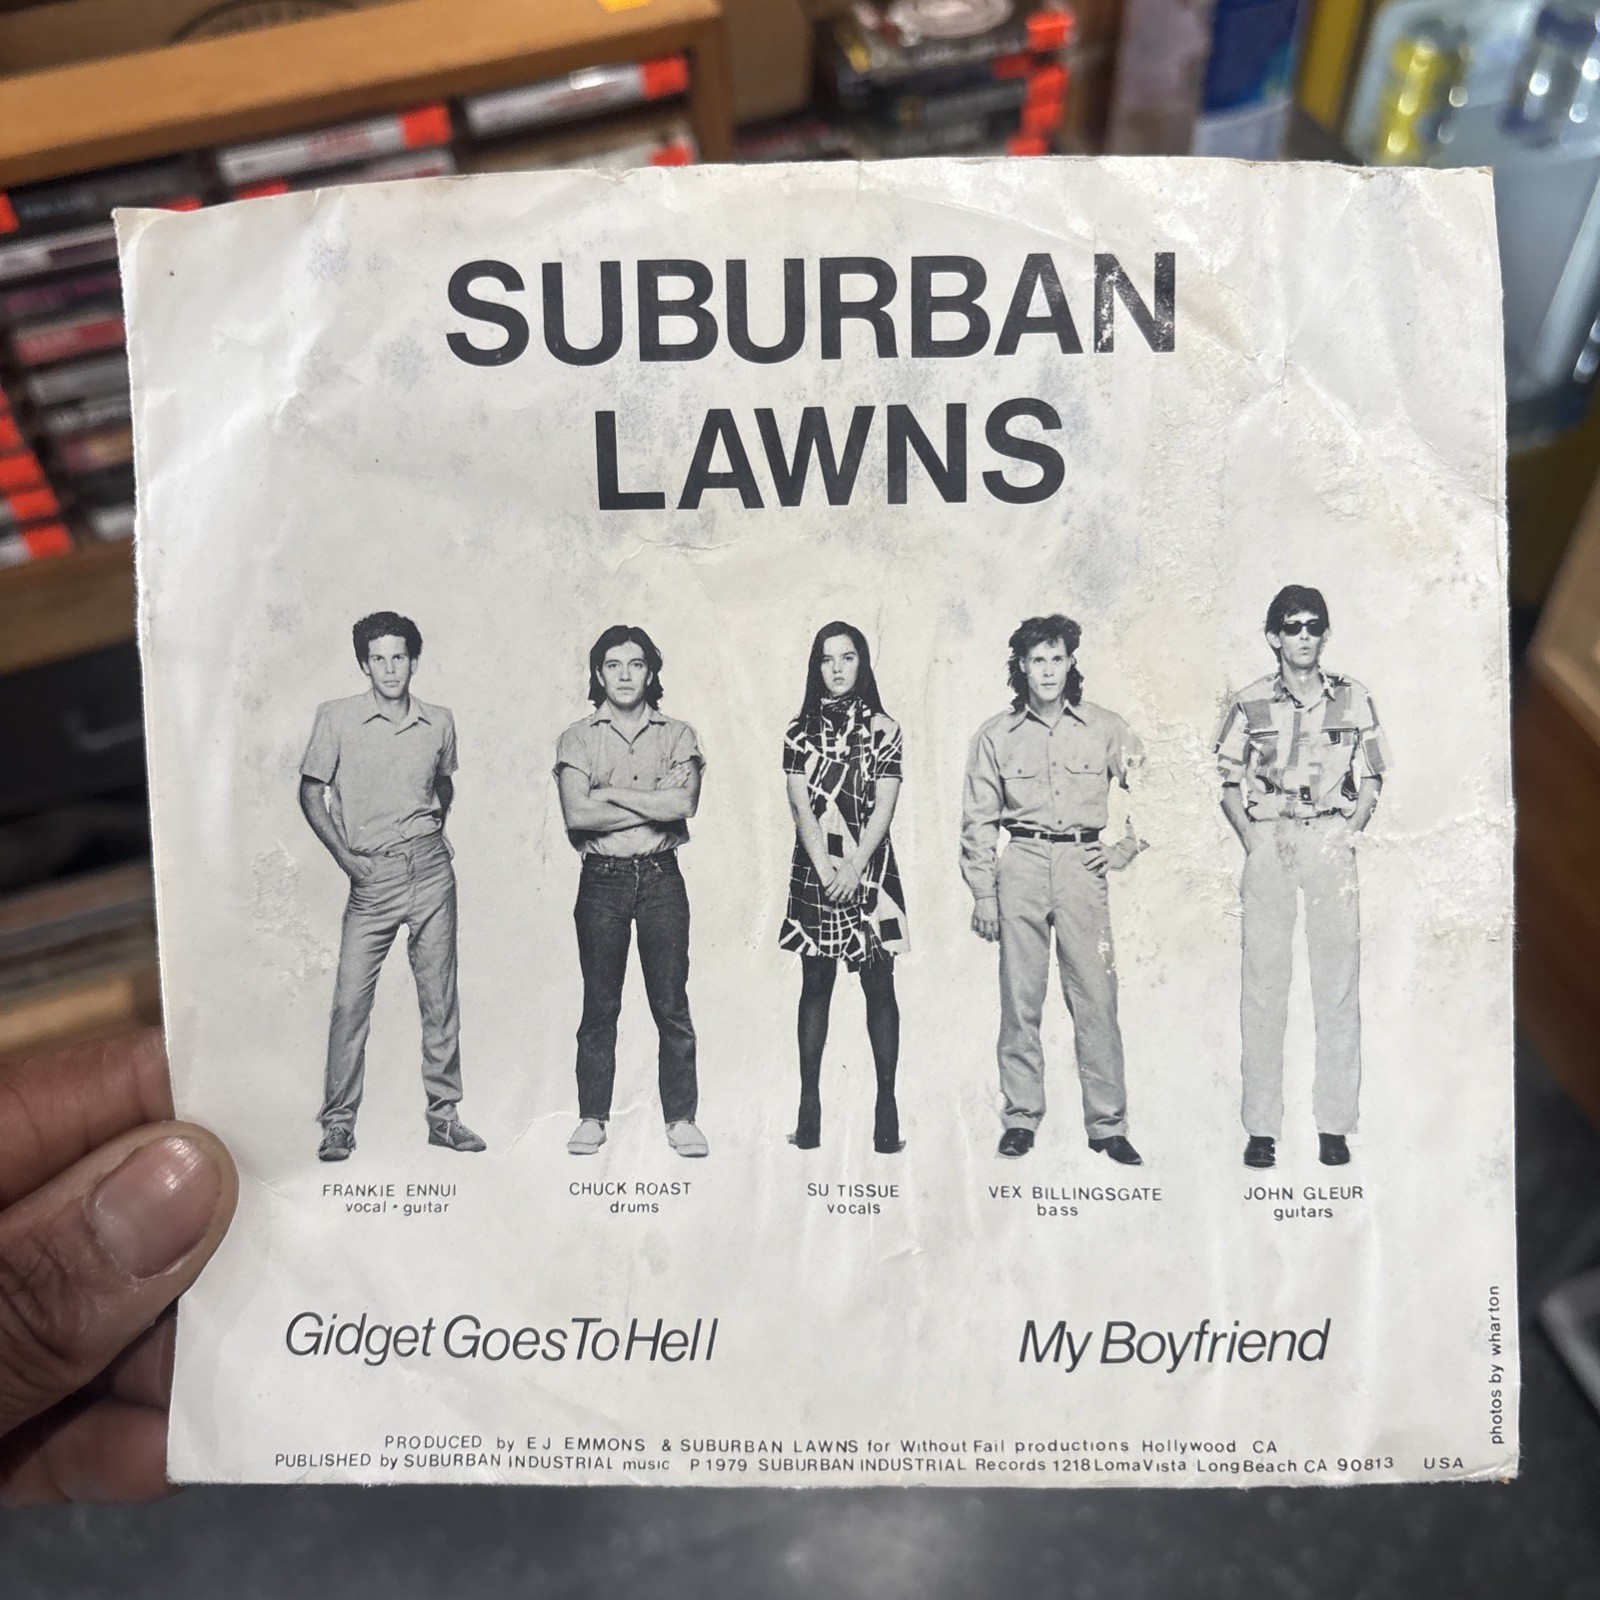 SUBURBAN
LAWNS
FRANKIE ENNUI
vocal • guitar
CHUCK ROAST
drums
SU TISSUE
vocals
VEX BILLINGSGATE
bass
JOHN GLEUR
guitars
Gidget Goes To Hell
My Boyfriend
photos by wharton
PRODUCED by E J EMMONS & SUBURBAN LAWNS for Without Fail productions Hollywood CA
PUBLISHED by SUBURBAN INDUSTRIAL music P 1979 SUBURBAN INDUSTRIAL Records 1218 Loma Vista Long Beach CA 90813 USA